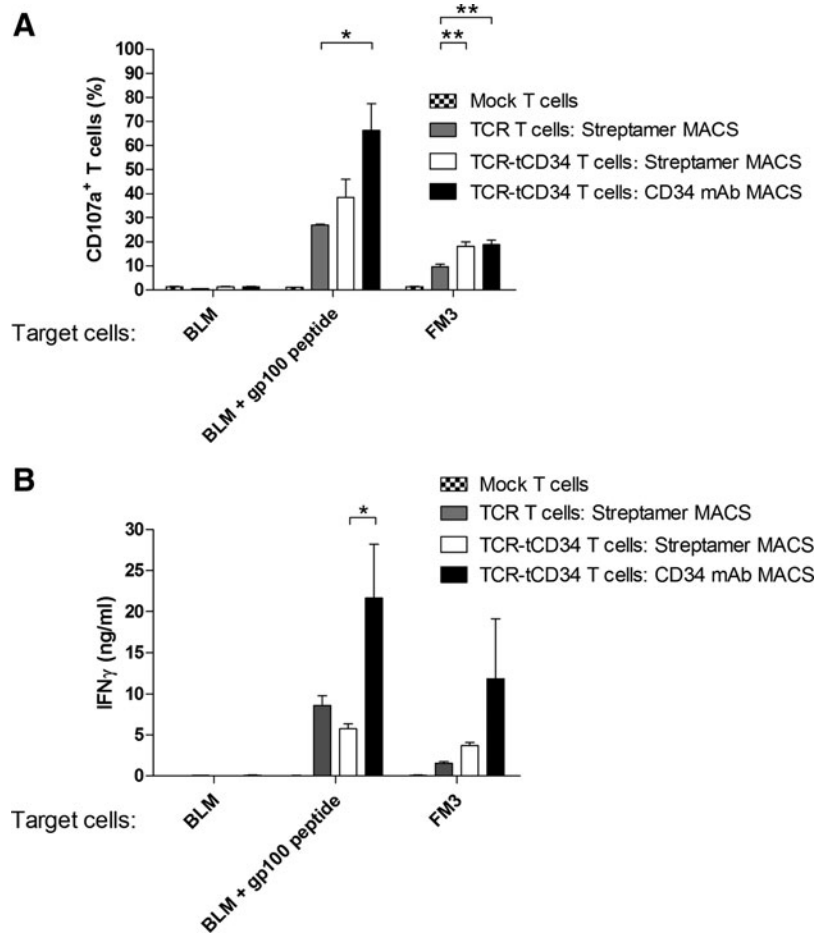 A
CD107a+ T cells (%)
100
90
80
70
60
50
40
30
20
10
0
*
**
**
Mock T cells
TCR T cells: Streptamer MACS
TCR-tCD34 T cells: Streptamer MACS
TCR-tCD34 T cells: CD34 mAb MACS
Target cells:
BLM
BLM + gp100 peptide
FM3
B
IFNγ (ng/ml)
30
25
20
15
10
5
0
*
Mock T cells
TCR T cells: Streptamer MACS
TCR-tCD34 T cells: Streptamer MACS
TCR-tCD34 T cells: CD34 mAb MACS
Target cells:
BLM
BLM + gp100 peptide
FM3